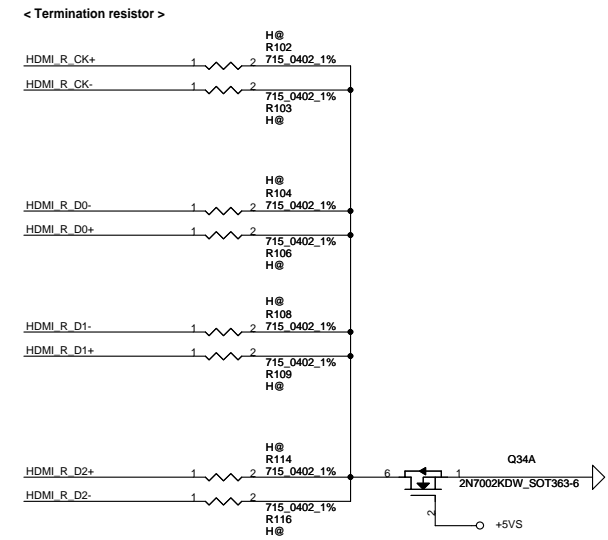 < Termination resistor >
H@
R102
HDMI_R_CK+ 1 2 715_0402_1%
HDMI_R_CK- 1 2
715_0402_1%
R103
H@
H@
R104
HDMI_R_D0- 1 2 715_0402_1%
HDMI_R_D0+ 1 2
715_0402_1%
R106
H@
H@
R108
HDMI_R_D1- 1 2 715_0402_1%
HDMI_R_D1+ 1 2
715_0402_1%
R109
H@
H@
R114
HDMI_R_D2+ 1 2 715_0402_1%
HDMI_R_D2- 1 2
715_0402_1%
R116
H@
Q34A
6 1
2N7002KDW_SOT363-6
2
+5VS